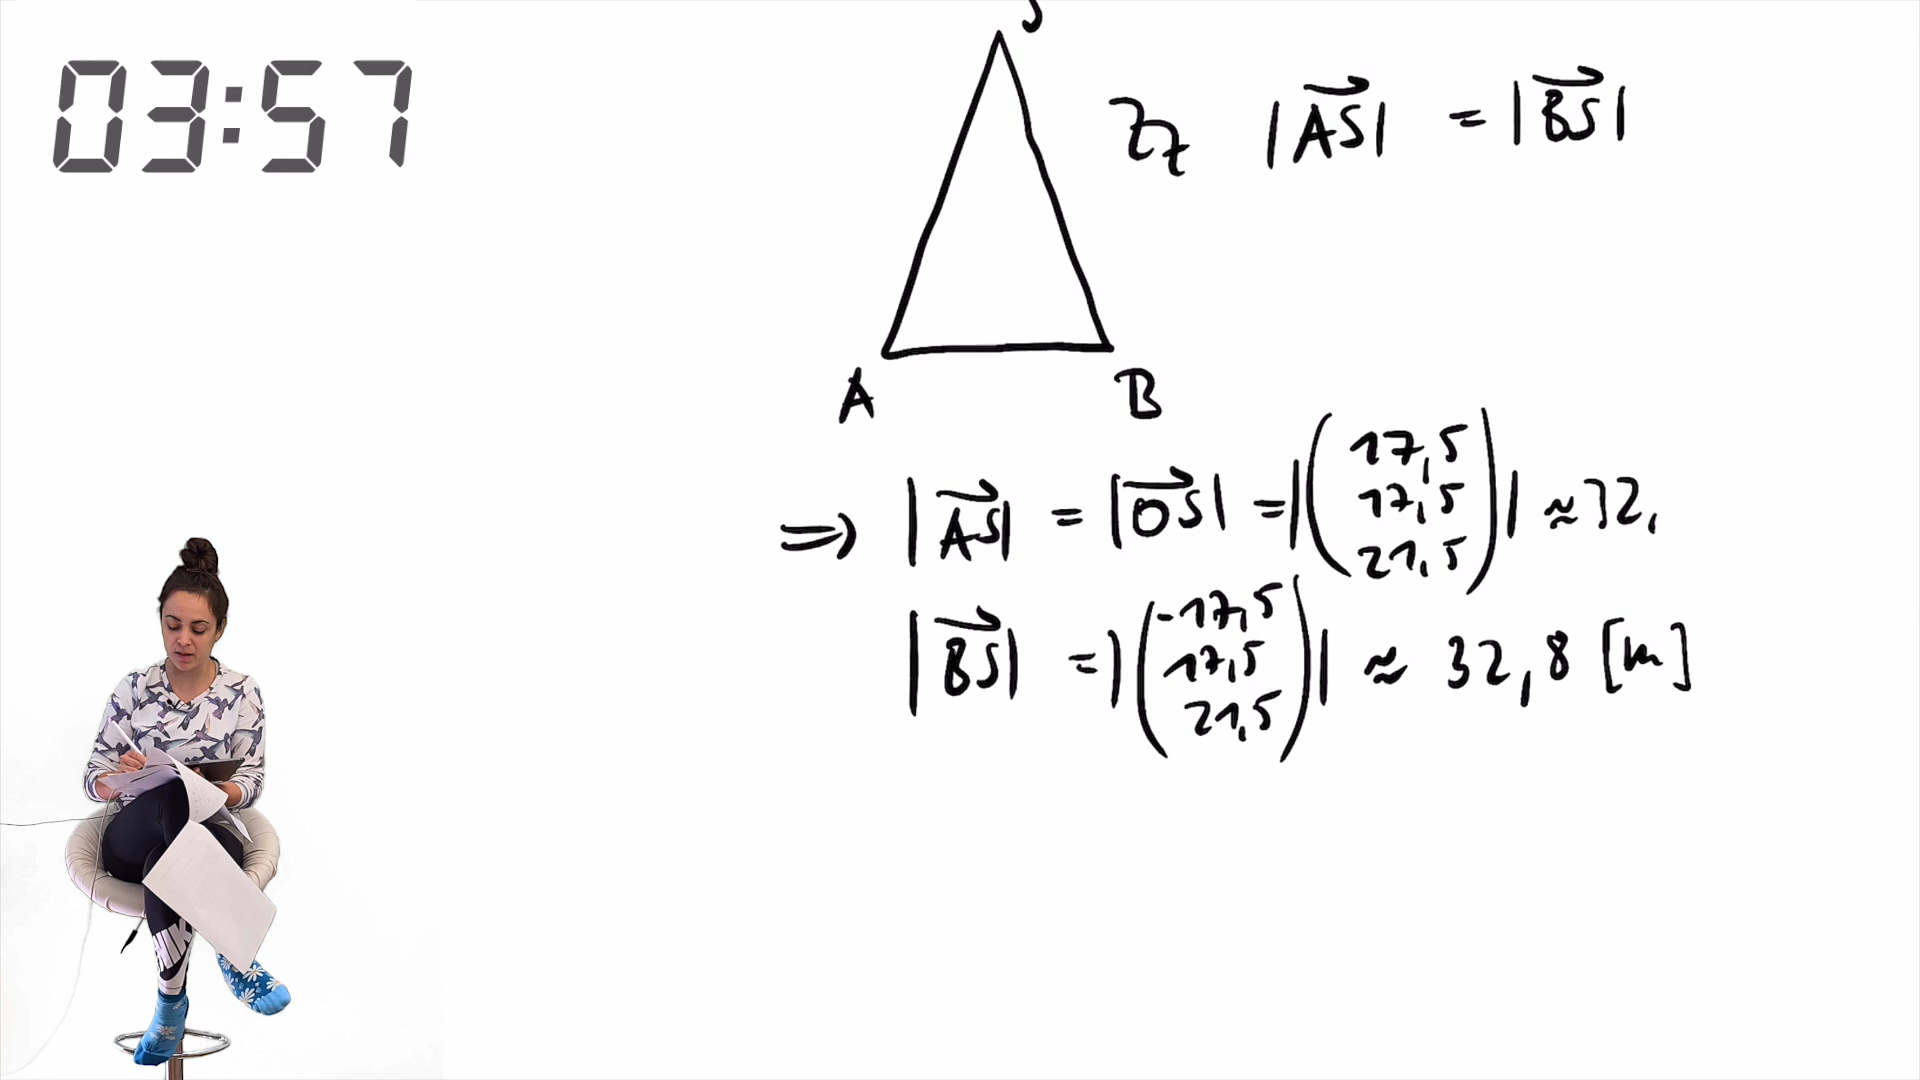 03:57
S
Zz |AS| = |BS|
A B
⇒ |AS| = |OS| = |(17,5 17,5 21,5)| ≈ 32,
|BS| = |(-17,5 17,5 21,5)| ≈ 32,8 [m]